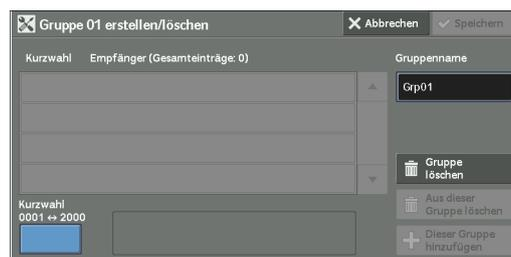 Gruppe 01 erstellen/löschen
Abbrechen
Speichern
Kurzwahl
Empfänger (Gesamteinträge: 0)
Gruppenname
Grp01
Gruppe
löschen
Kurzwahl
0001 ↔ 2000
Aus dieser
Gruppe löschen
Dieser Gruppe
hinzufügen